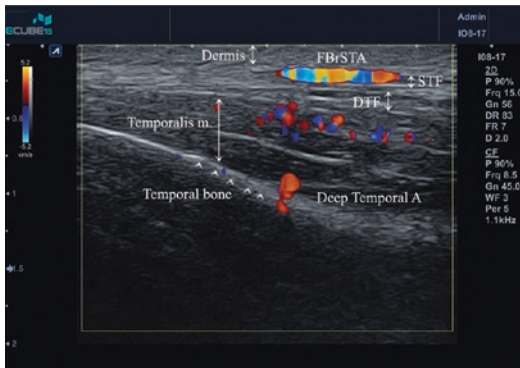 ECUBE15
Admin
I08-17
Dermis
FBrSTA
STF
DTF
Temporalis m.
Temporal bone
Deep Temporal A
5.2
-5.2
cm/s
0.5
1
1.5
2
I08-17
2D
P 90%
Frq 15.0
Gn 56
DR 83
FR 7
D 2.0
CF
P 90%
Frq 8.5
Gn 45.0
WF 3
Per 5
1.1kHz